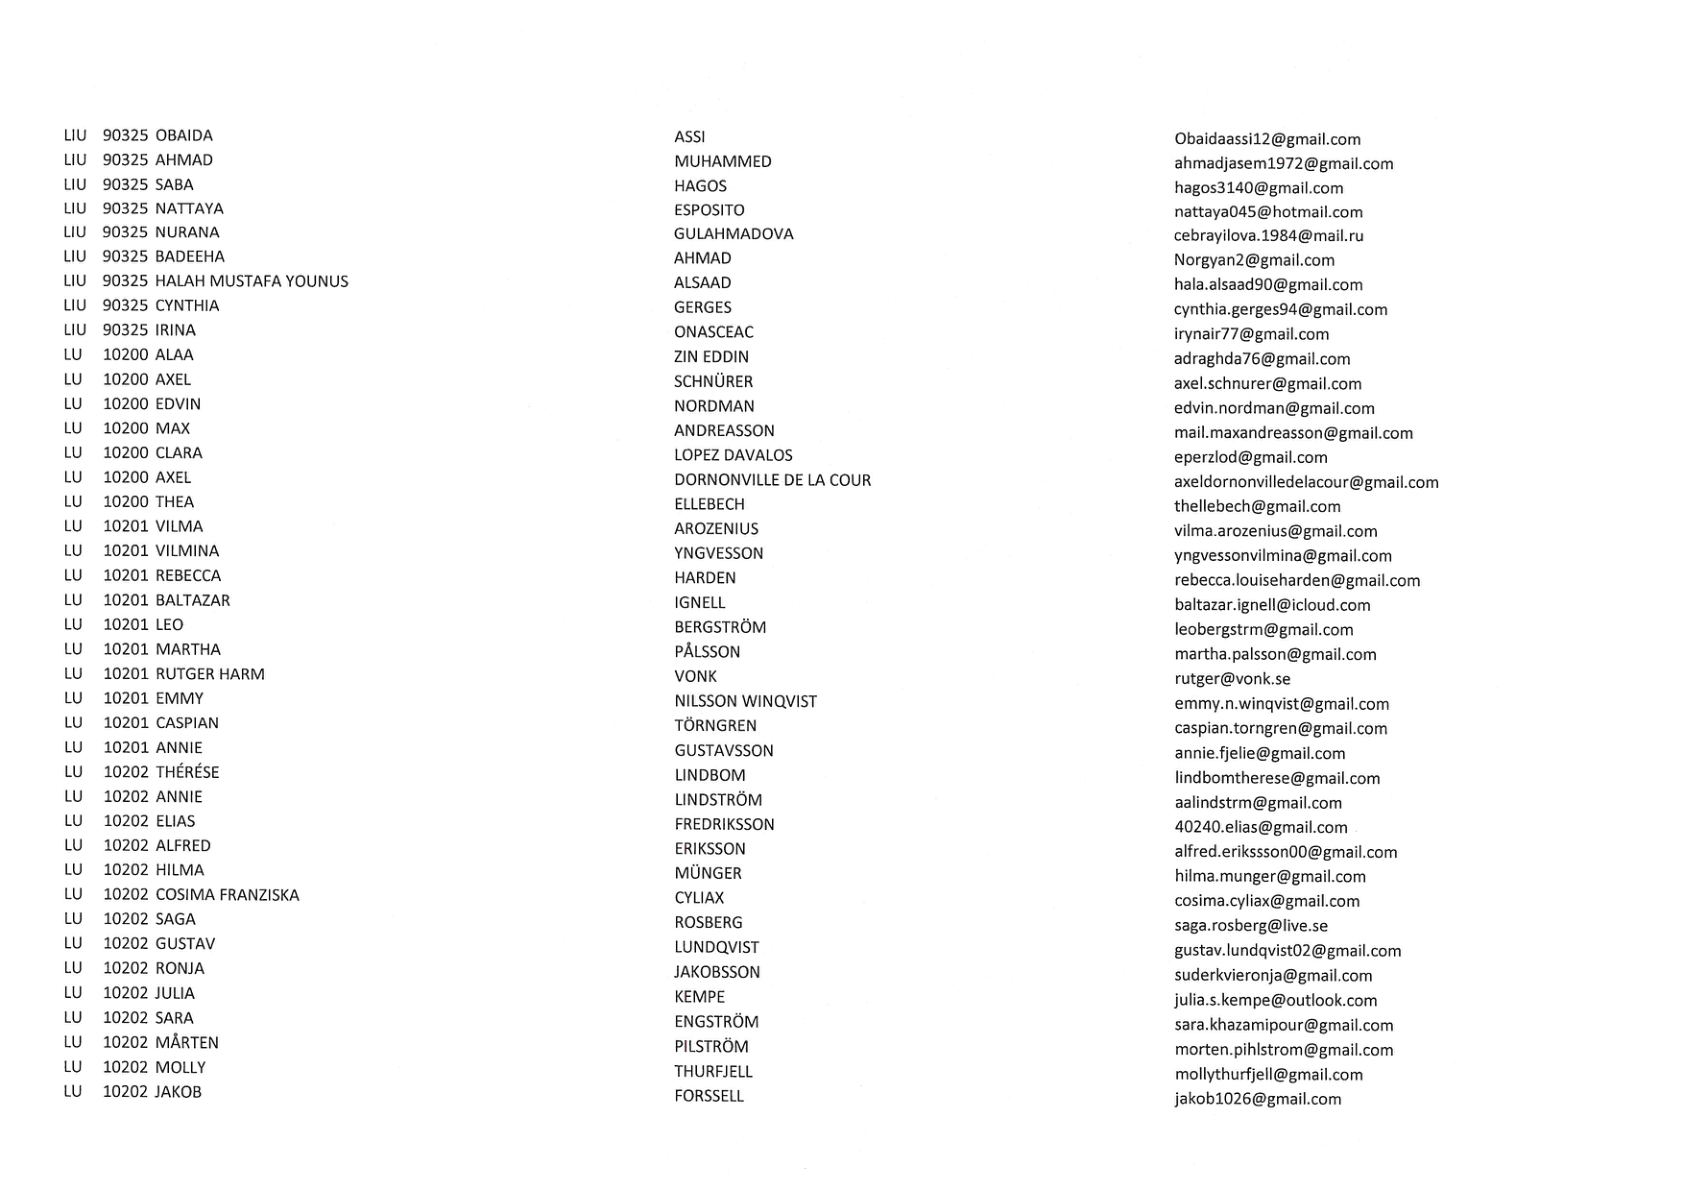 LIU 90325 OBAIDA ASSI Obaidaassi12@gmail.com
LIU 90325 AHMAD MUHAMMED ahmadjasem1972@gmail.com
LIU 90325 SABA HAGOS hagos3140@gmail.com
LIU 90325 NATTAYA ESPOSITO nattaya045@hotmail.com
LIU 90325 NURANA GULAHMADOVA cebrayilova.1984@mail.ru
LIU 90325 BADEEHA AHMAD Norgyan2@gmail.com
LIU 90325 HALAH MUSTAFA YOUNUS ALSAAD hala.alsaad90@gmail.com
LIU 90325 CYNTHIA GERGES cynthia.gerges94@gmail.com
LIU 90325 IRINA ONASCEAC irynair77@gmail.com
LU 10200 ALAA ZIN EDDIN adraghda76@gmail.com
LU 10200 AXEL SCHNÜRER axel.schnurer@gmail.com
LU 10200 EDVIN NORDMAN edvin.nordman@gmail.com
LU 10200 MAX ANDREASSON mail.maxandreasson@gmail.com
LU 10200 CLARA LOPEZ DAVALOS eperzlod@gmail.com
LU 10200 AXEL DORNONVILLE DE LA COUR axeldornonvilledelacour@gmail.com
LU 10200 THEA ELLEBECH thellebech@gmail.com
LU 10201 VILMA AROZENIUS vilma.arozenius@gmail.com
LU 10201 VILMINA YNGVESSON yngvessonvilmina@gmail.com
LU 10201 REBECCA HARDEN rebecca.louiseharden@gmail.com
LU 10201 BALTAZAR IGNELL baltazar.ignell@icloud.com
LU 10201 LEO BERGSTRÖM leobergstrm@gmail.com
LU 10201 MARTHA PÅLSSON martha.palsson@gmail.com
LU 10201 RUTGER HARM VONK rutger@vonk.se
LU 10201 EMMY NILSSON WINQVIST emmy.n.winqvist@gmail.com
LU 10201 CASPIAN TÖRNGREN caspian.torngren@gmail.com
LU 10201 ANNIE GUSTAVSSON annie.fjelie@gmail.com
LU 10202 THÉRÉSE LINDBOM lindbomtherese@gmail.com
LU 10202 ANNIE LINDSTRÖM aalindstrm@gmail.com
LU 10202 ELIAS FREDRIKSSON 40240.elias@gmail.com
LU 10202 ALFRED ERIKSSON alfred.erikssson00@gmail.com
LU 10202 HILMA MÜNGER hilma.munger@gmail.com
LU 10202 COSIMA FRANZISKA CYLIAX cosima.cyliax@gmail.com
LU 10202 SAGA ROSBERG saga.rosberg@live.se
LU 10202 GUSTAV LUNDQVIST gustav.lundqvist02@gmail.com
LU 10202 RONJA JAKOBSSON suderkvieronja@gmail.com
LU 10202 JULIA KEMPE julia.s.kempe@outlook.com
LU 10202 SARA ENGSTRÖM sara.khazamipour@gmail.com
LU 10202 MÅRTEN PILSTRÖM morten.pihlstrom@gmail.com
LU 10202 MOLLY THURFJELL mollythurfjell@gmail.com
LU 10202 JAKOB FORSSELL jakob1026@gmail.com